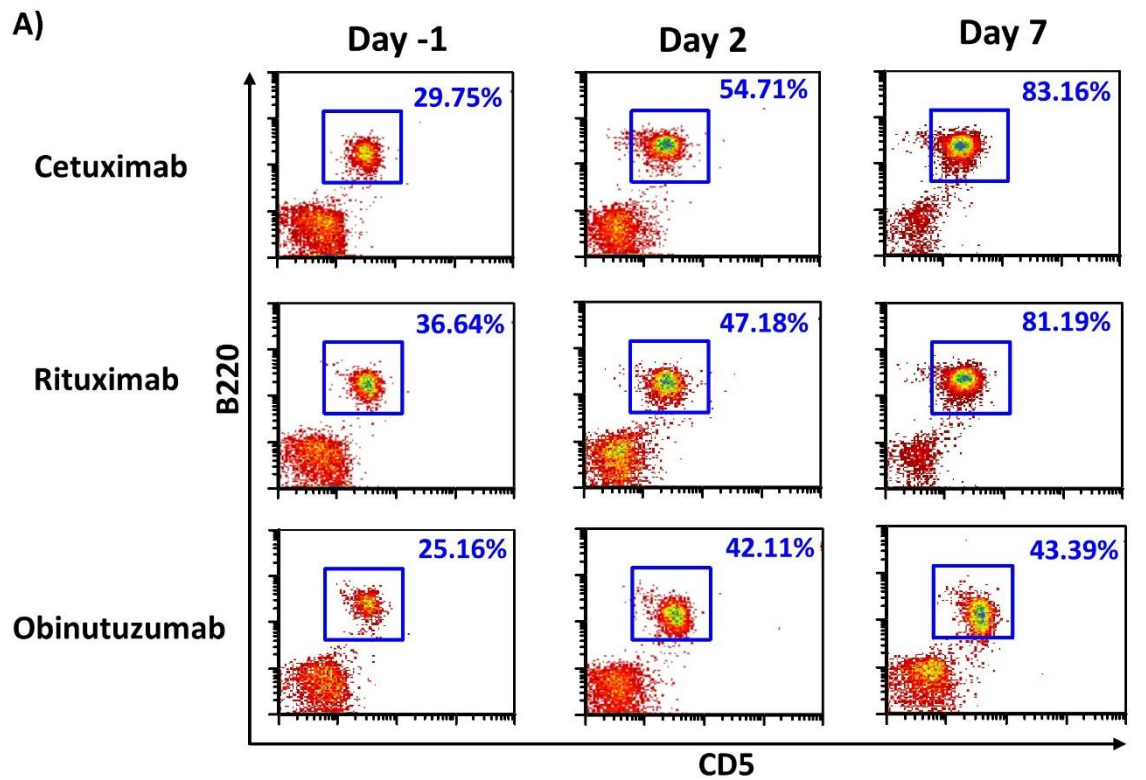 A)
Day -1 Day 2 Day 7
Cetuximab 29.75% 54.71% 83.16%
Rituximab 36.64% 47.18% 81.19%
Obinutuzumab 25.16% 42.11% 43.39%
B220
CD5